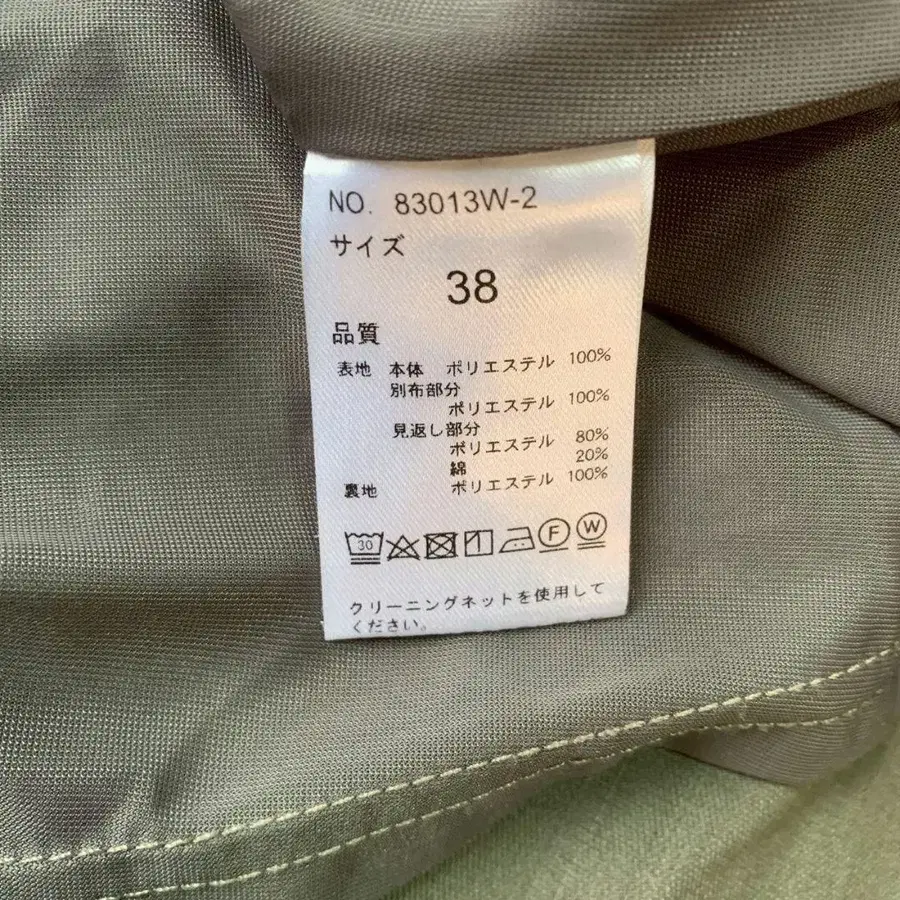 NO. 83013W-2
サイズ
38
品質
表地 本体 ポリエステル 100%
別布部分
ポリエステル 100%
見返し部分
ポリエステル 80%
綿 20%
裏地 ポリエステル 100%
30 F W
クリーニングネットを使用して
ください。